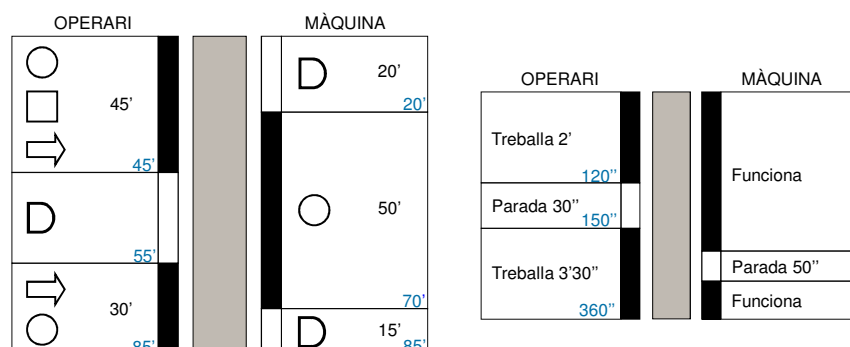 OPERARI
MÀQUINA
45’
45’
55’
30’
85’
20’
20’
50’
70’
15’
85’
OPERARI
MÀQUINA
Treballa 2’
120’’
Parada 30’’
150’’
Treballa 3’30’’
360’’
Funciona
Parada 50’’
Funciona